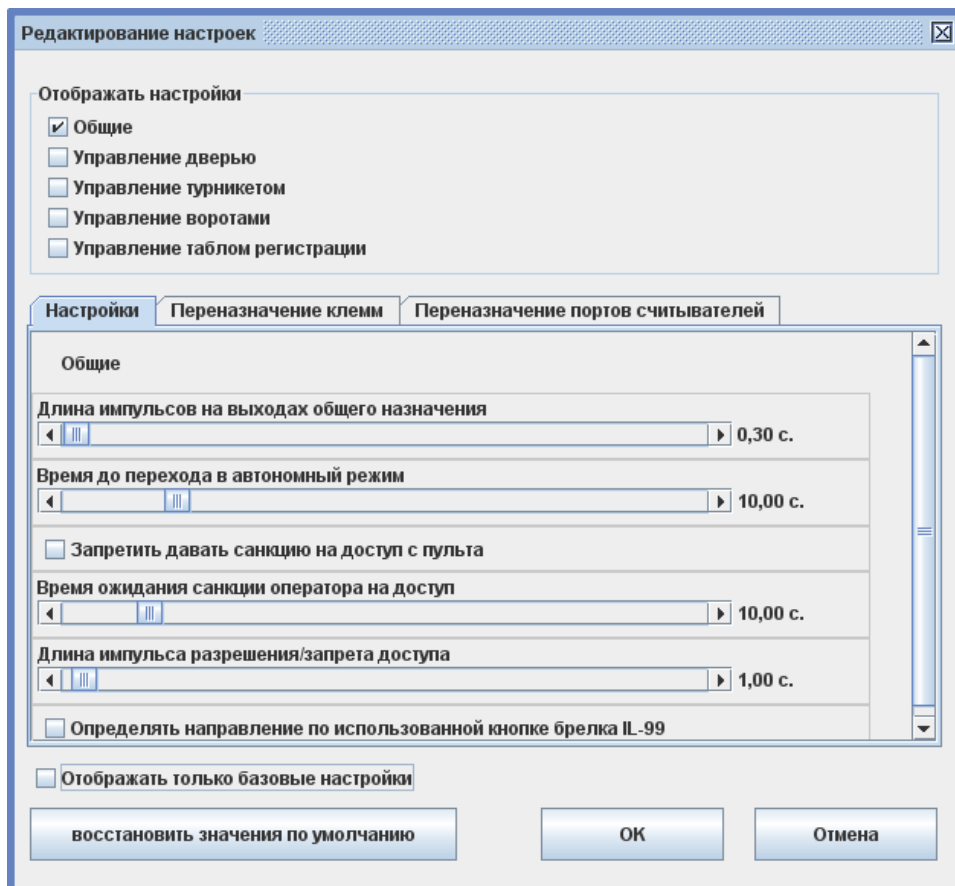 Редактирование настроек
Отображать настройки
Общие
Управление дверью
Управление турникетом
Управление воротами
Управление таблом регистрации
Настройки Переназначение клемм Переназначение портов считывателей
Общие
Длина импульсов на выходах общего назначения
0,30 с.
Время до перехода в автономный режим
10,00 с.
Запретить давать санкцию на доступ с пульта
Время ожидания санкции оператора на доступ
10,00 с.
Длина импульса разрешения/запрета доступа
1,00 с.
Определять направление по использованной кнопке брелка IL-99
Отображать только базовые настройки
восстановить значения по умолчанию ОК Отмена